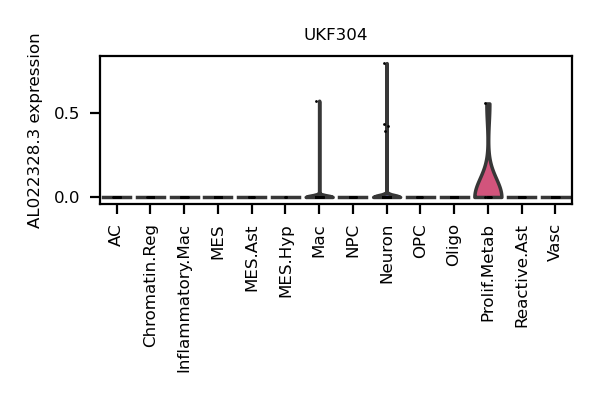 UKF304
AL022328.3 expression
0.5
0.0
AC
Chromatin.Reg
Inflammatory.Mac
MES
MES.Ast
MES.Hyp
Mac
NPC
Neuron
OPC
Oligo
Prolif.Metab
Reactive.Ast
Vasc